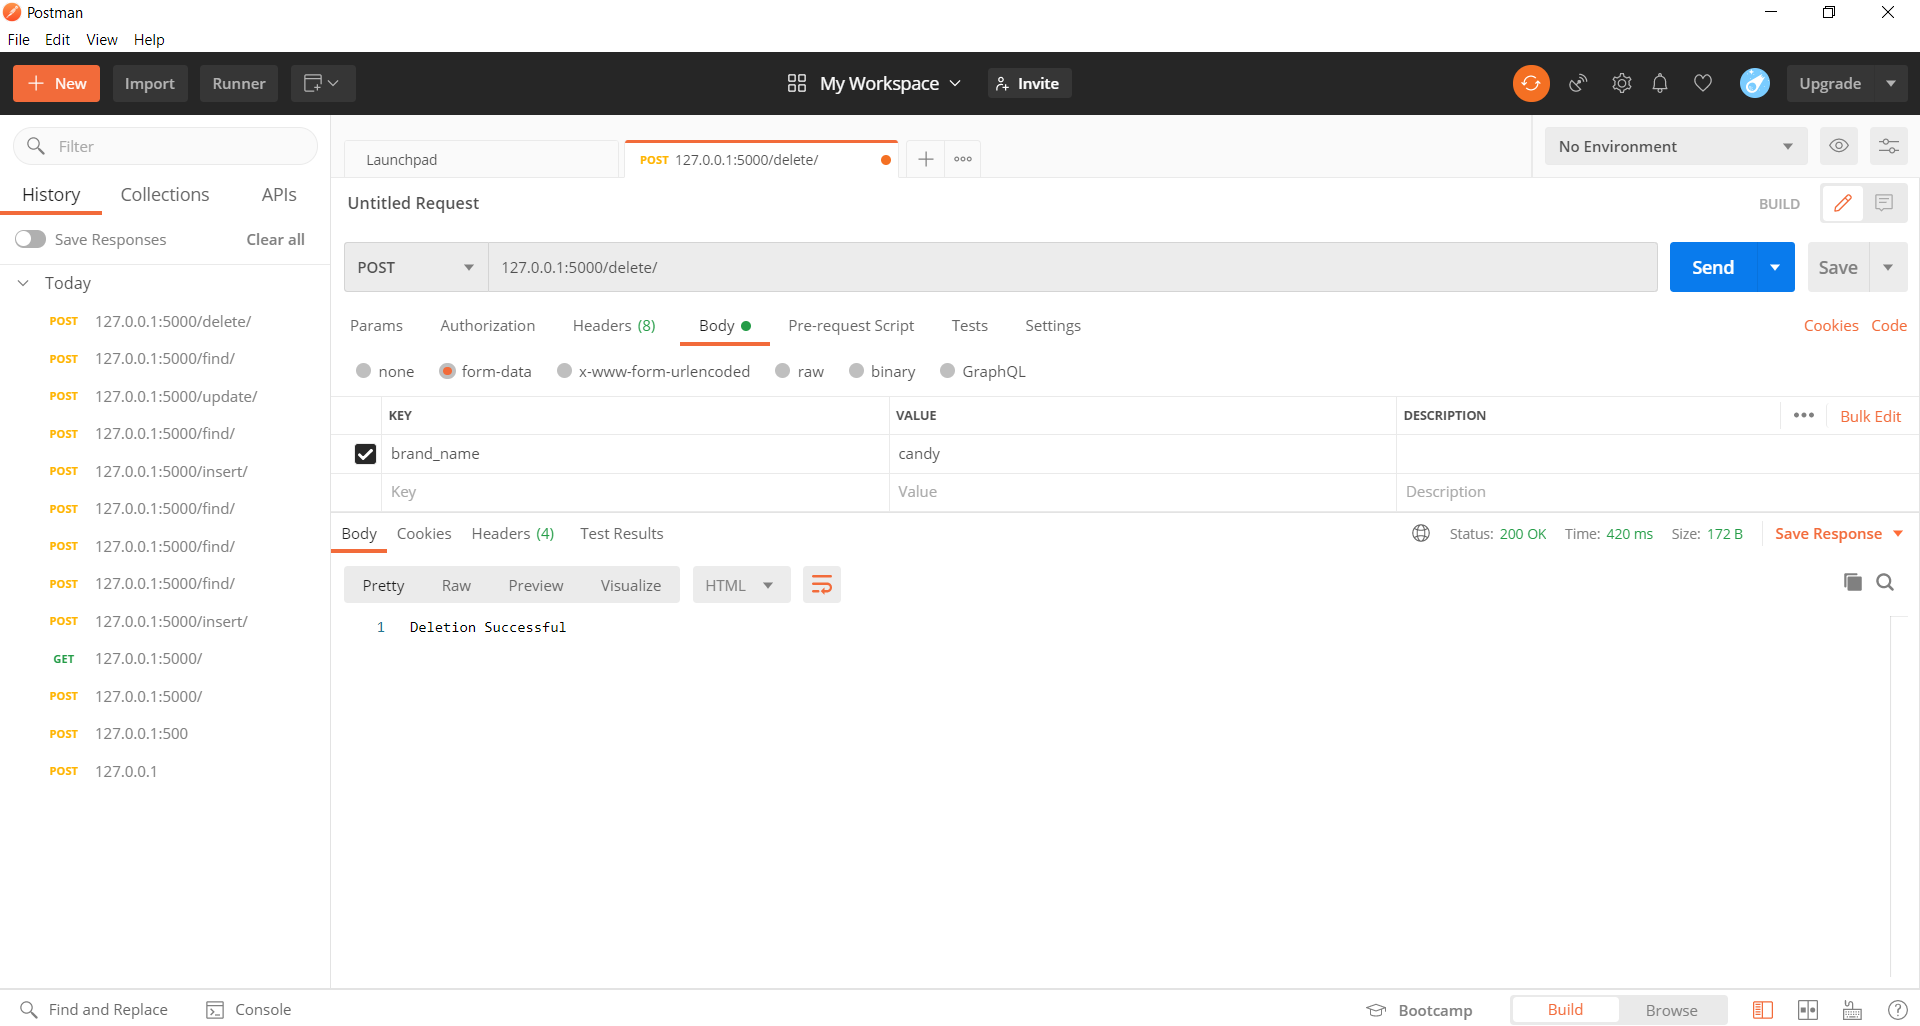 Postman
File Edit View Help
New Import Runner My Workspace Invite Upgrade
Filter
History Collections APIs
Save Responses Clear all
Today
POST 127.0.0.1:5000/delete/
POST 127.0.0.1:5000/find/
POST 127.0.0.1:5000/update/
POST 127.0.0.1:5000/find/
POST 127.0.0.1:5000/insert/
POST 127.0.0.1:5000/find/
POST 127.0.0.1:5000/find/
POST 127.0.0.1:5000/find/
POST 127.0.0.1:5000/insert/
GET 127.0.0.1:5000/
POST 127.0.0.1:5000/
POST 127.0.0.1:500
POST 127.0.0.1
Launchpad POST 127.0.0.1:5000/delete/ No Environment
Untitled Request BUILD
POST 127.0.0.1:5000/delete/ Send Save
Params Authorization Headers (8) Body Pre-request Script Tests Settings Cookies Code
none form-data x-www-form-urlencoded raw binary GraphQL
KEY VALUE DESCRIPTION Bulk Edit
brand_name candy
Key Value Description
Body Cookies Headers (4) Test Results Status: 200 OK Time: 420 ms Size: 172 B Save Response
Pretty Raw Preview Visualize HTML
1 Deletion Successful
Find and Replace Console Bootcamp Build Browse